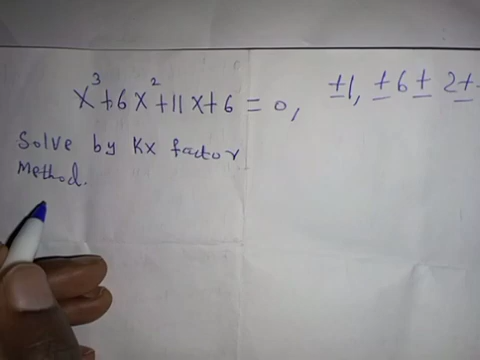 x³+6x²+11x+6=0, ±1, ±6 ± 2±
Solve by Kx factor
Method.